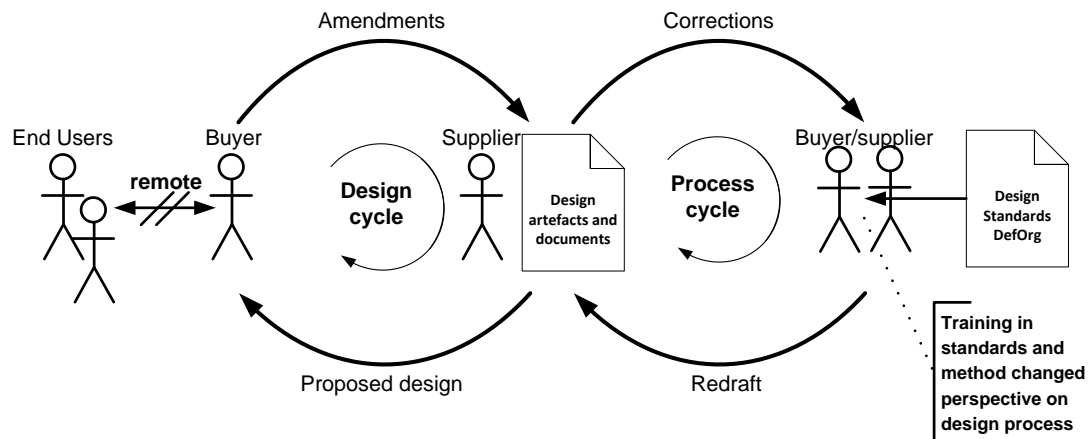 Amendments
Corrections
End Users
Buyer
Supplier
Buyer/supplier
remote
Design
cycle
Design
artefacts and
documents
Process
cycle
Design
Standards
DefOrg
Proposed design
Redraft
Training in
standards and
method changed
perspective on
design process